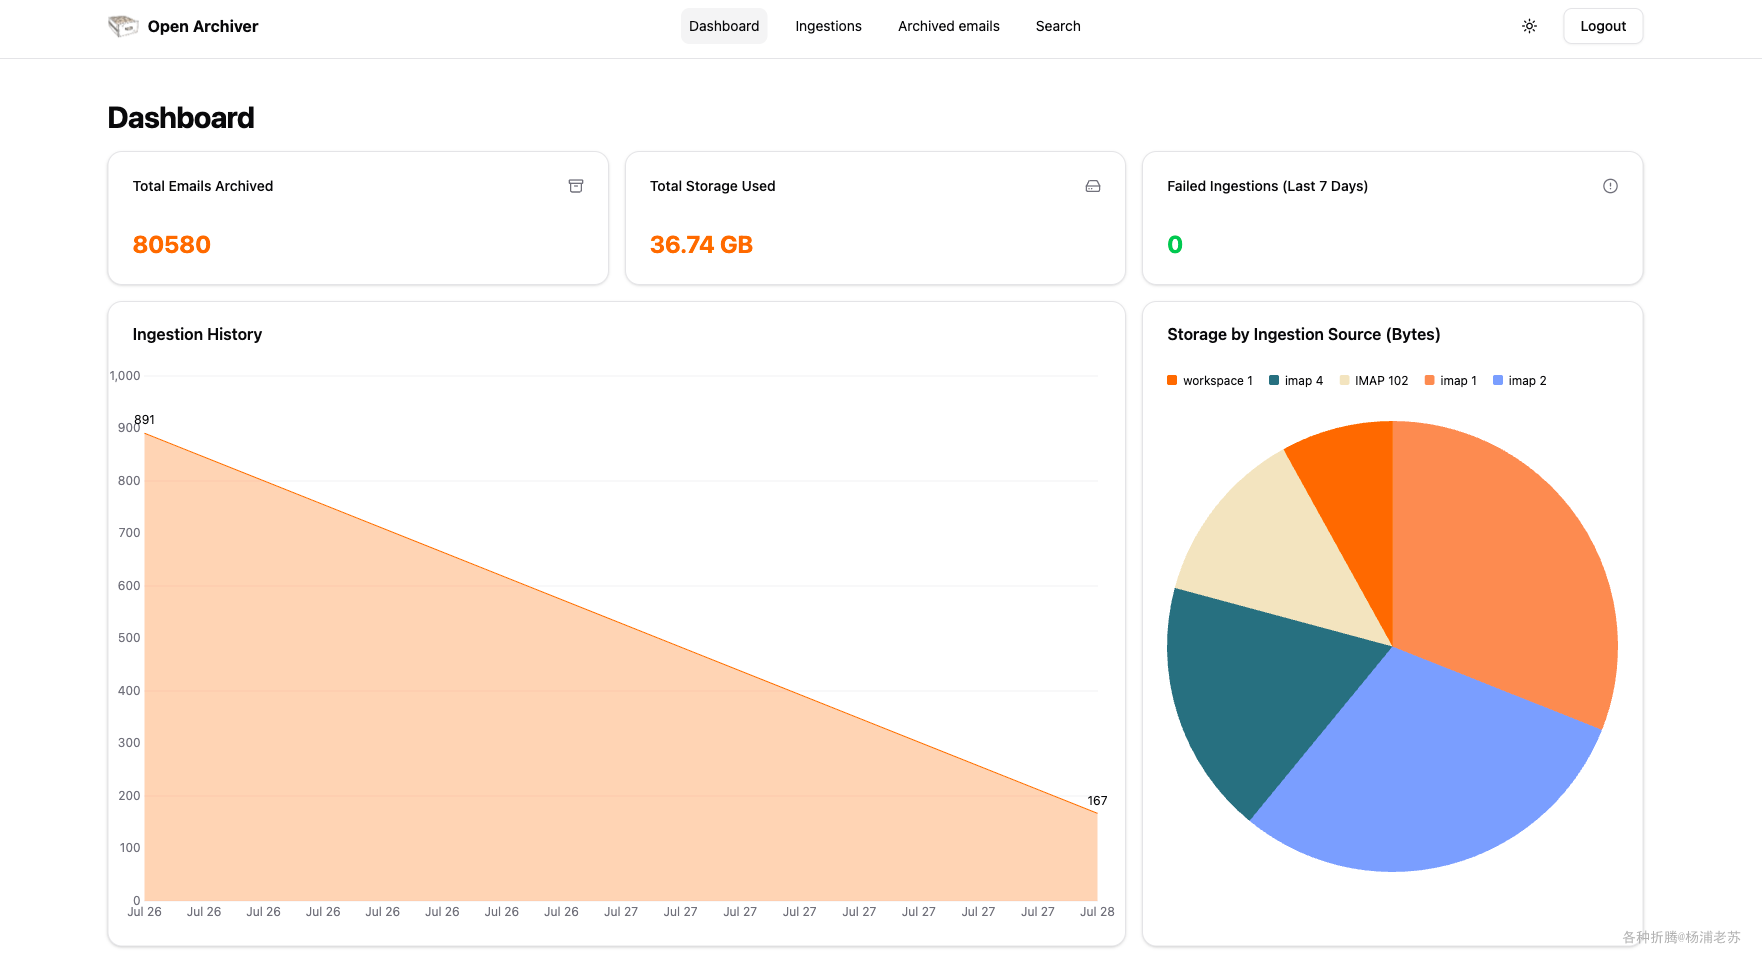 Open Archiver
Dashboard Ingestions Archived emails Search
Logout
Dashboard
Total Emails Archived
80580
Total Storage Used
36.74 GB
Failed Ingestions (Last 7 Days)
0
Ingestion History
1,000
900
800
700
600
500
400
300
200
100
0
891
167
Jul 26 Jul 26 Jul 26 Jul 26 Jul 26 Jul 26 Jul 26 Jul 26 Jul 27 Jul 27 Jul 27 Jul 27 Jul 27 Jul 27 Jul 27 Jul 27 Jul 28
Storage by Ingestion Source (Bytes)
workspace 1 imap 4 IMAP 102 imap 1 imap 2
各种折腾@杨浦老苏